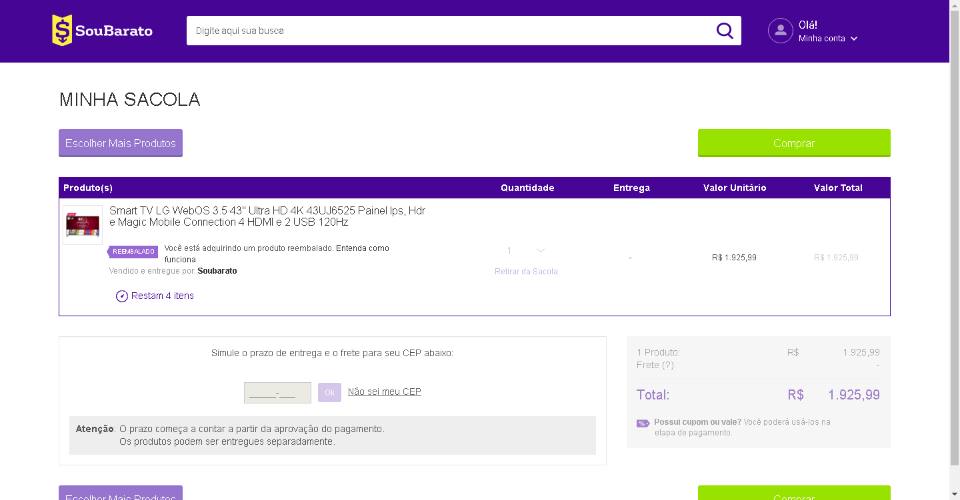 SouBarato
Digite aqui sua busca
Olá!
Minha conta
MINHA SACOLA
Escolher Mais Produtos
Comprar
Produto(s) Quantidade Entrega Valor Unitário Valor Total
Smart TV LG WebOS 3.5 43" Ultra HD 4K 43UJ6525 Painel Ips, Hdr
e Magic Mobile Connection 4 HDMI e 2 USB 120Hz
REEMBALADO
Você está adquirindo um produto reembalado. Entenda como
funciona
Vendido e entregue por Soubarato
Restam 4 itens
1
Retirar da Sacola
-
R$ 1.925,99
R$ 1.925,99
Simule o prazo de entrega e o frete para seu CEP abaixo:
_____-___ Ok Não sei meu CEP
Atenção. O prazo começa a contar a partir da aprovação do pagamento.
Os produtos podem ser entregues separadamente.
1 Produto: R$ 1.925,99
Frete (?) -
Total: R$ 1.925,99
% Possui cupom ou vale? Você poderá usá-los na
etapa de pagamento.
Escolher Mais Produtos
Comprar